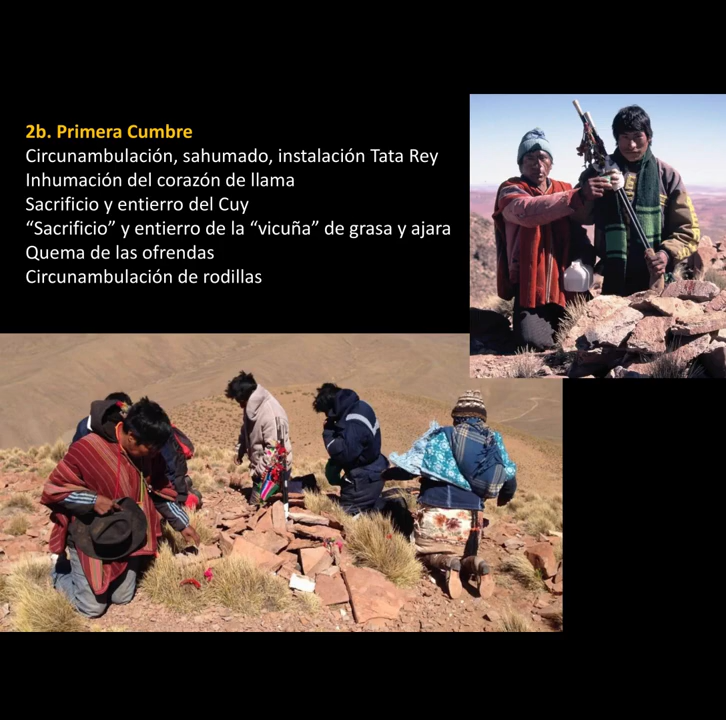 2b. Primera Cumbre
Circunambulación, sahumado, instalación Tata Rey
Inhumación del corazón de llama
Sacrificio y entierro del Cuy
“Sacrificio” y entierro de la “vicuña” de grasa y ajara
Quema de las ofrendas
Circunambulación de rodillas